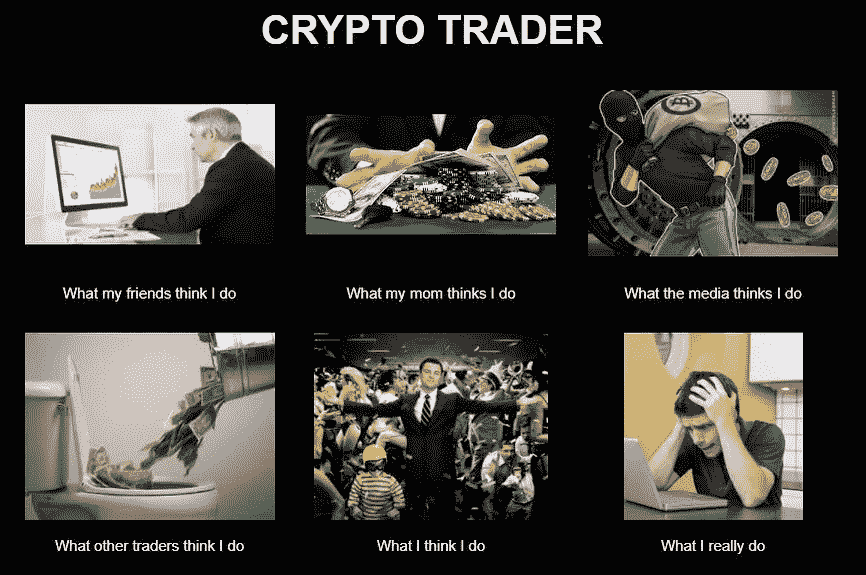 CRYPTO TRADER
What my friends think I do
What my mom thinks I do
What the media thinks I do
What other traders think I do
What I think I do
What I really do